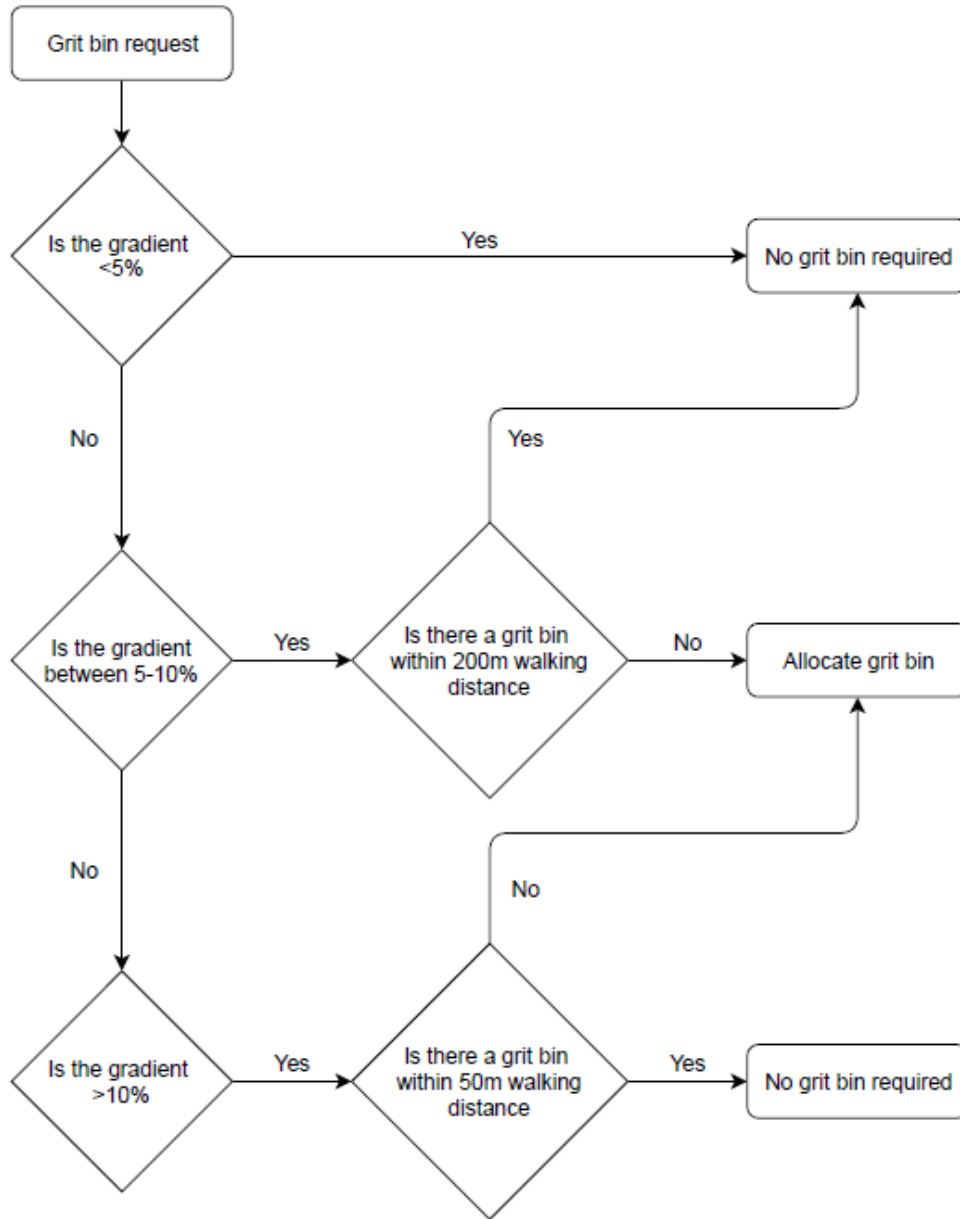 Grit bin request
Is the gradient
<5%
Yes
No grit bin required
No
Yes
Is the gradient
between 5-10%
Yes
Is there a grit bin
within 200m walking
distance
No
Allocate grit bin
No
No
Is the gradient
>10%
Yes
Is there a grit bin
within 50m walking
distance
Yes
No grit bin required